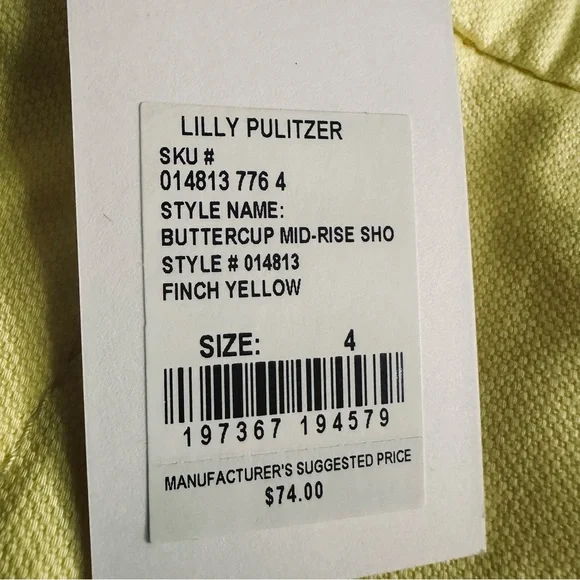 LILLY PULITZER
SKU #
014813 776 4
STYLE NAME:
BUTTERCUP MID-RISE SHO
STYLE # 014813
FINCH YELLOW
SIZE: 4
197367 194579
MANUFACTURER'S SUGGESTED PRICE
$74.00